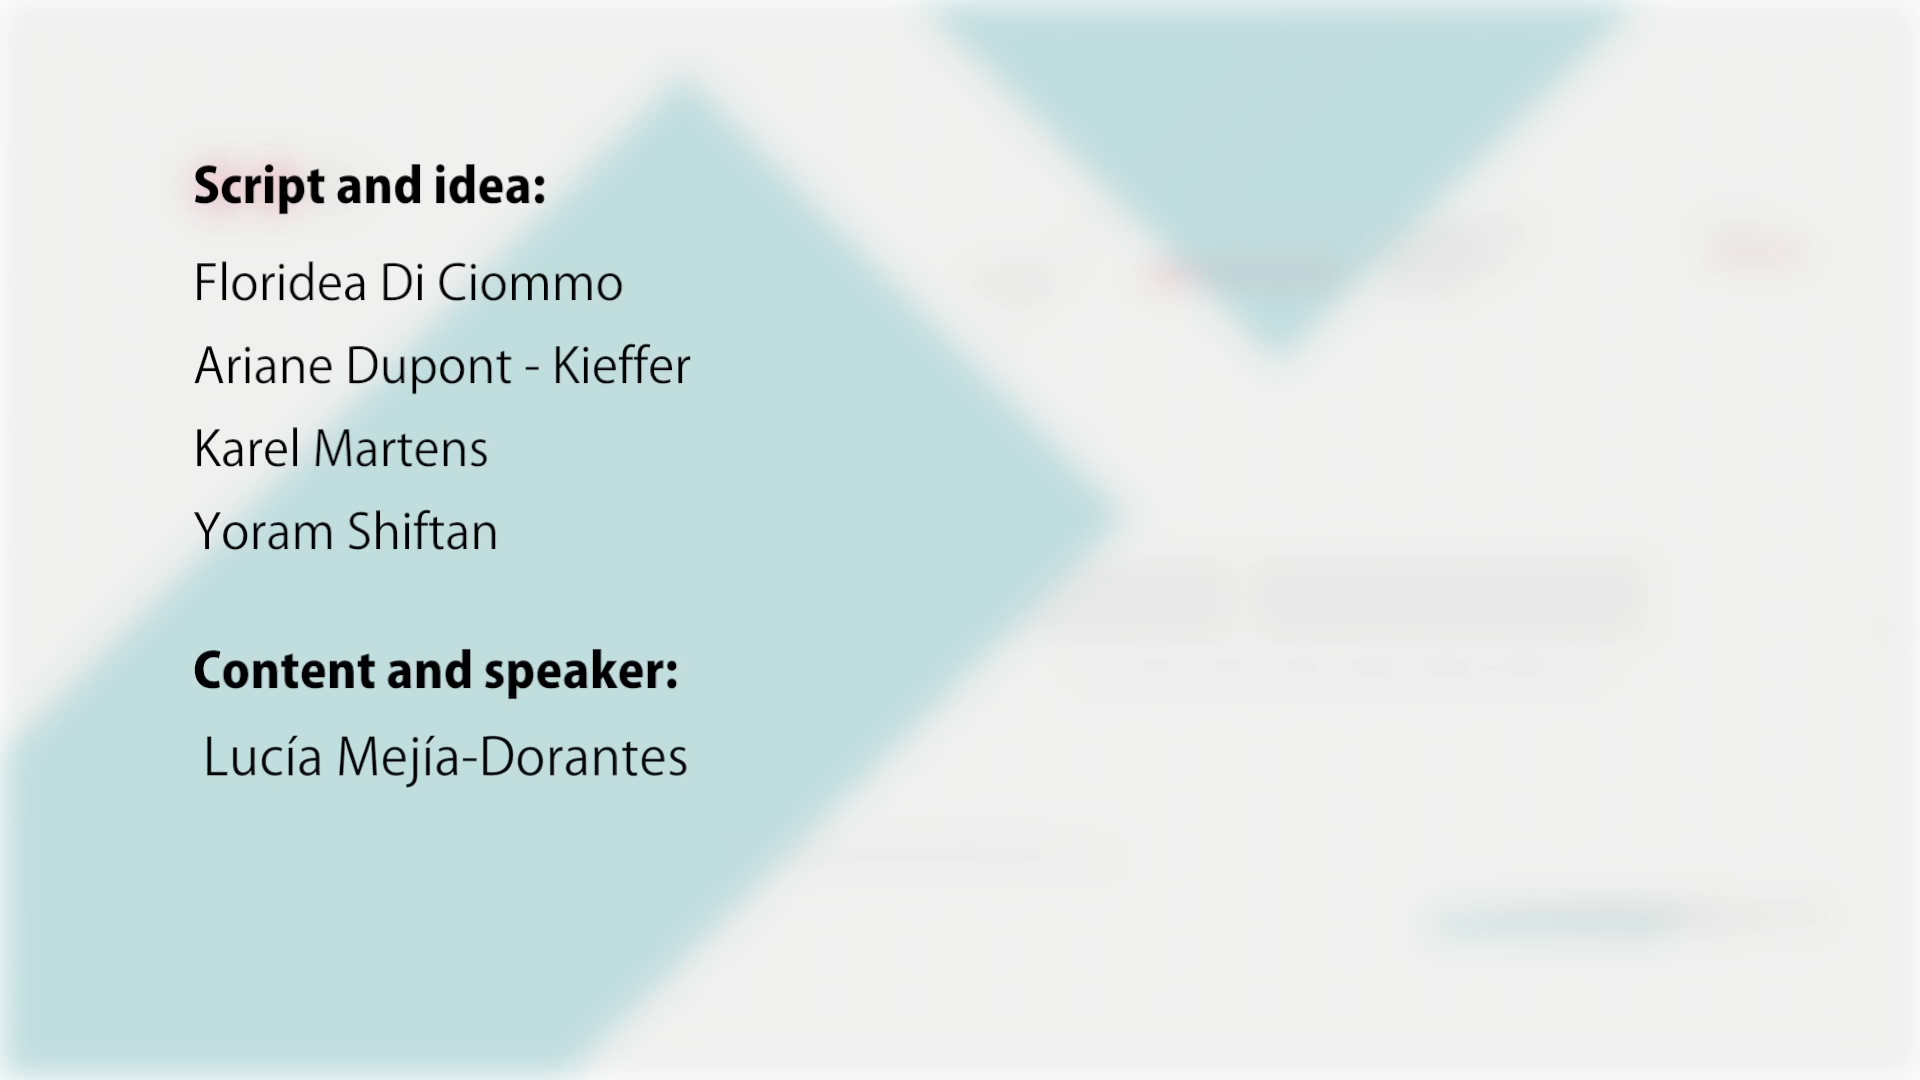 Script and idea:
Floridea Di Ciommo
Ariane Dupont - Kieffer
Karel Martens
Yoram Shiftan
Content and speaker:
Lucía Mejía-Dorantes